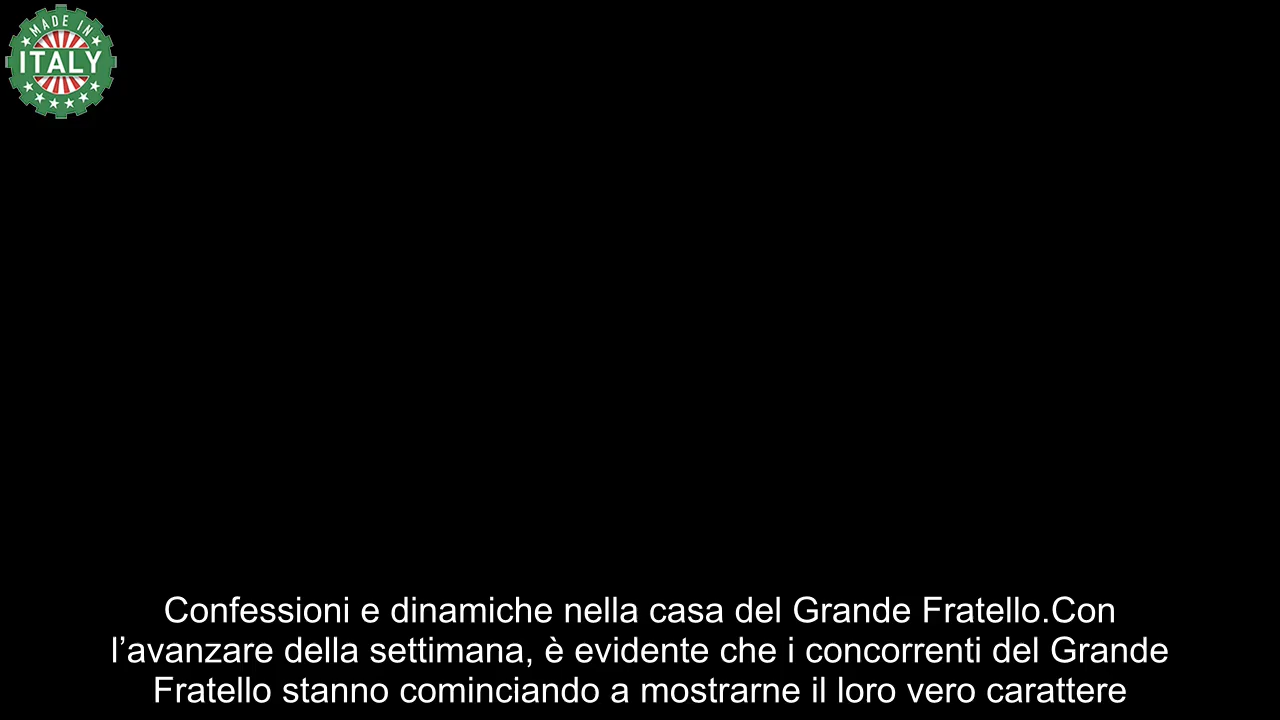 MADE IN
ITALY
Confessioni e dinamiche nella casa del Grande Fratello.Con
l’avanzare della settimana, è evidente che i concorrenti del Grande
Fratello stanno cominciando a mostrarne il loro vero carattere